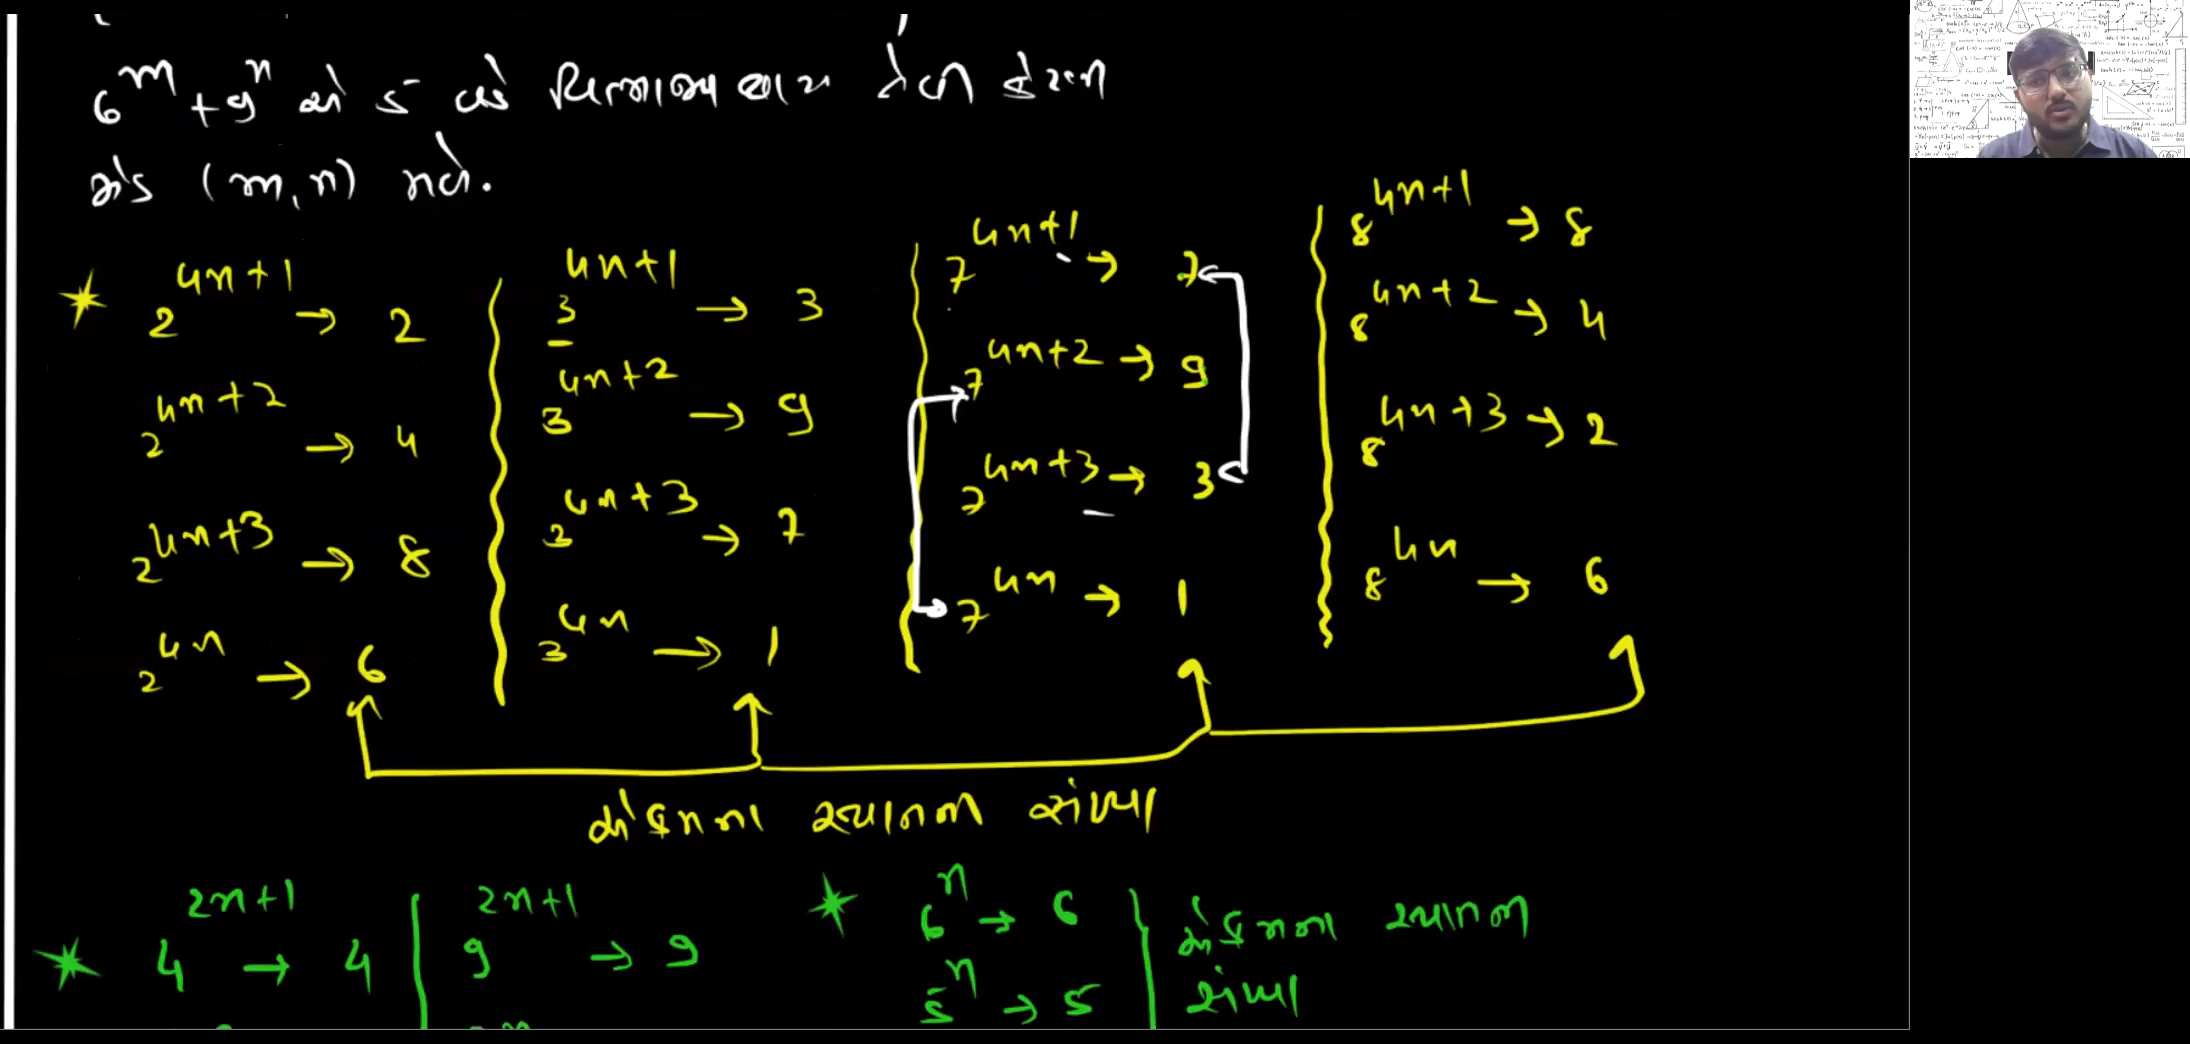 6^m + 9^n એ 5 વડે વિભાજ્ય થાય તેવી કેટલી
જોડ (m, n) મળે.
* 2^{4n+1} → 2
2^{4n+2} → 4
2^{4n+3} → 8
2^{4n} → 6
3^{4n+1} → 3
3^{4n+2} → 9
3^{4n+3} → 7
3^{4n} → 1
7^{4n+1} → 7
7^{4n+2} → 9
7^{4n+3} → 3
7^{4n} → 1
8^{4n+1} → 8
8^{4n+2} → 4
8^{4n+3} → 2
8^{4n} → 6
એકમના સ્થાનની સંખ્યા
* 4^{2n+1} → 4
9^{2n+1} → 9
* 6^n → 6
5^n → 5
એકમના સ્થાનની
સંખ્યા